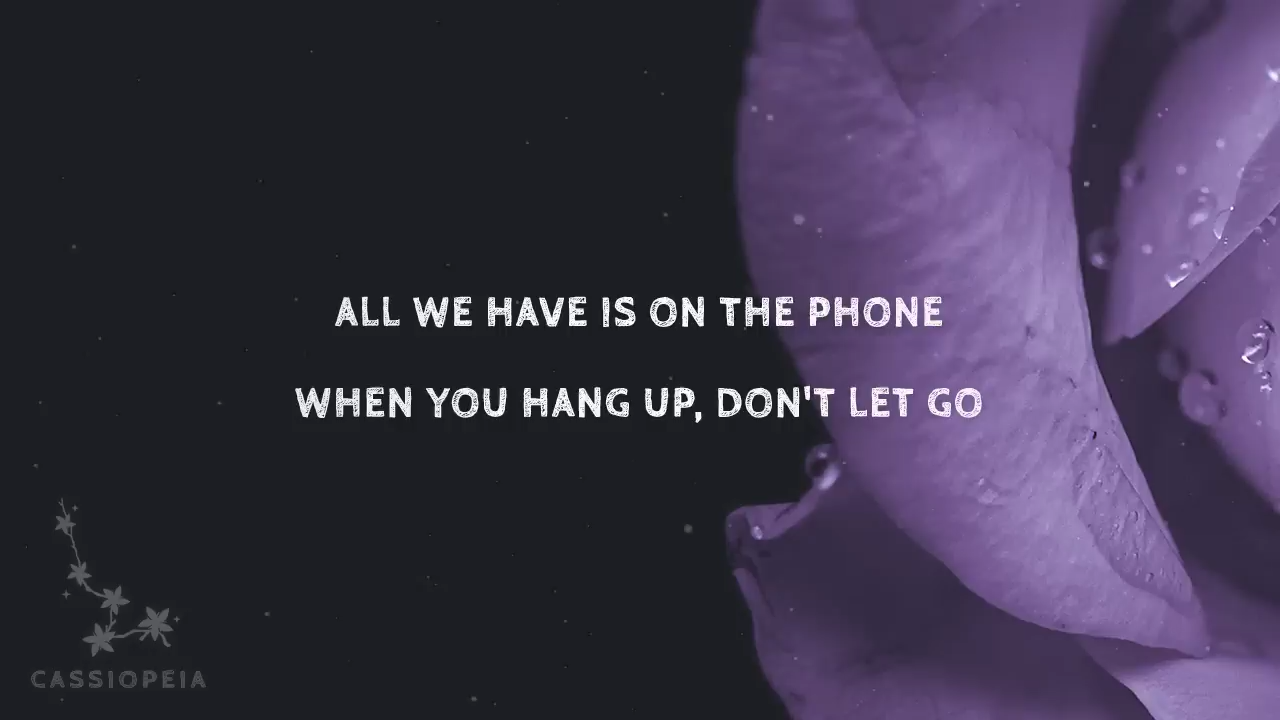 ALL WE HAVE IS ON THE PHONE
WHEN YOU HANG UP, DON'T LET GO
CASSIOPEIA